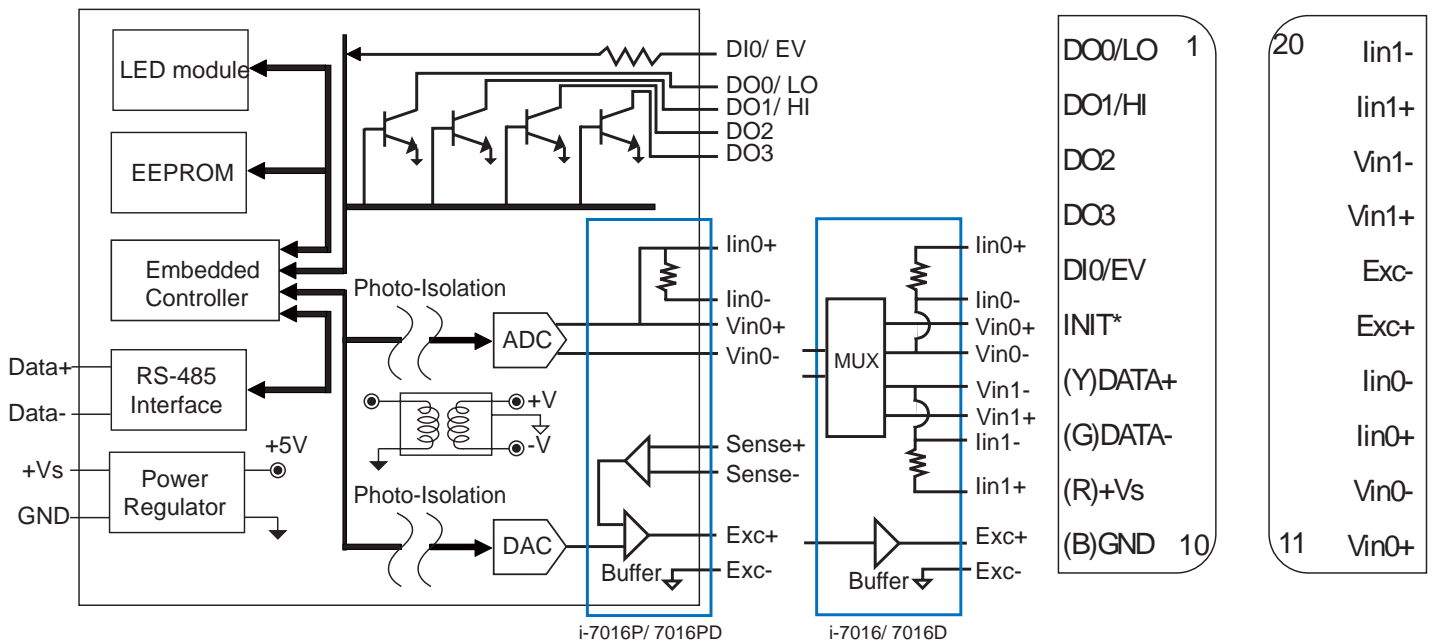 LED module
EEPROM
Embedded
Controller
RS-485
Interface
Power
Regulator
Data+
Data-
+Vs
GND
+5V
DI0/ EV
DO0/ LO
DO1/ HI
DO2
DO3
Photo-Isolation
ADC
+V
-V
Photo-Isolation
DAC
Iin0+
Iin0-
Vin0+
Vin0-
Sense+
Sense-
Exc+
Exc-
Buffer
i-7016P/ 7016PD
MUX
Iin0+
Iin0-
Vin0+
Vin0-
Vin1-
Vin1+
Iin1-
Iin1+
Exc+
Exc-
Buffer
i-7016/ 7016D
DO0/LO 1
DO1/HI
DO2
DO3
DI0/EV
INIT*
(Y)DATA+
(G)DATA-
(R)+Vs
(B)GND 10
20 Iin1-
Iin1+
Vin1-
Vin1+
Exc-
Exc+
Iin0-
Iin0+
Vin0-
11 Vin0+